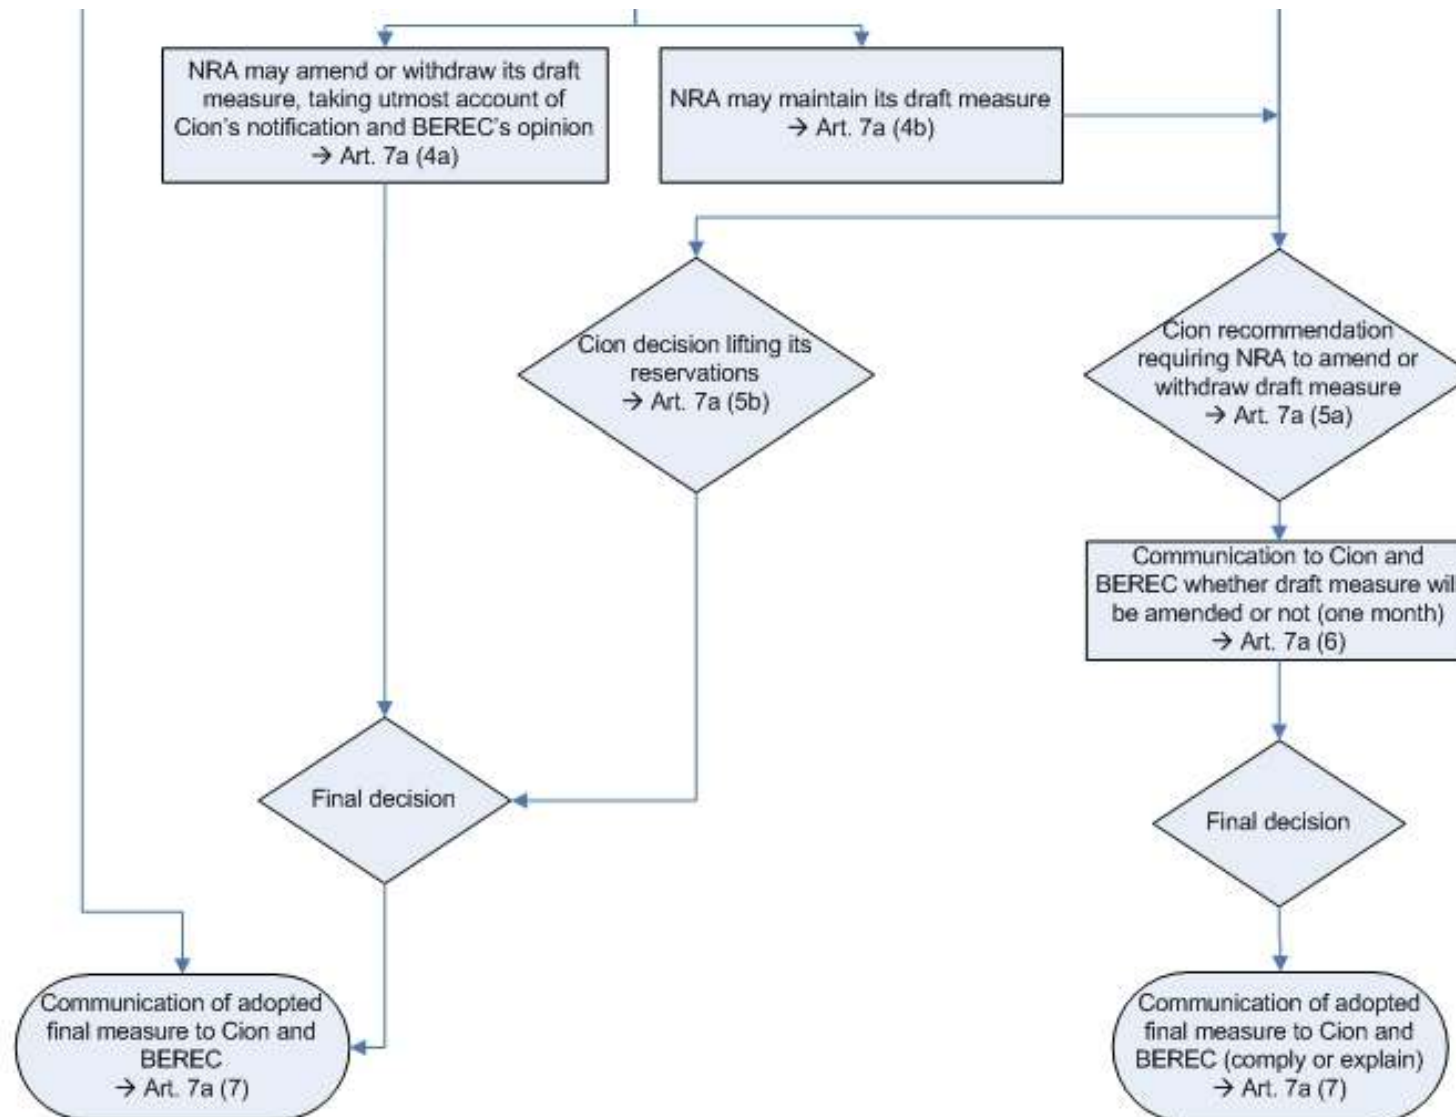 NRA may amend or withdraw its draft
measure, taking utmost account of
Cion's notification and BEREC's opinion
→ Art. 7a (4a)
NRA may maintain its draft measure
→ Art. 7a (4b)
Cion decision lifting its
reservations
→ Art. 7a (5b)
Cion recommendation
requiring NRA to amend or
withdraw draft measure
→ Art. 7a (5a)
Communication to Cion and
BEREC whether draft measure wil
be amended or not (one month)
→ Art. 7a (6)
Final decision
Final decision
Communication of adopted
final measure to Cion and
BEREC
→ Art. 7a (7)
Communication of adopted
final measure to Cion and
BEREC (comply or explain)
→ Art. 7a (7)